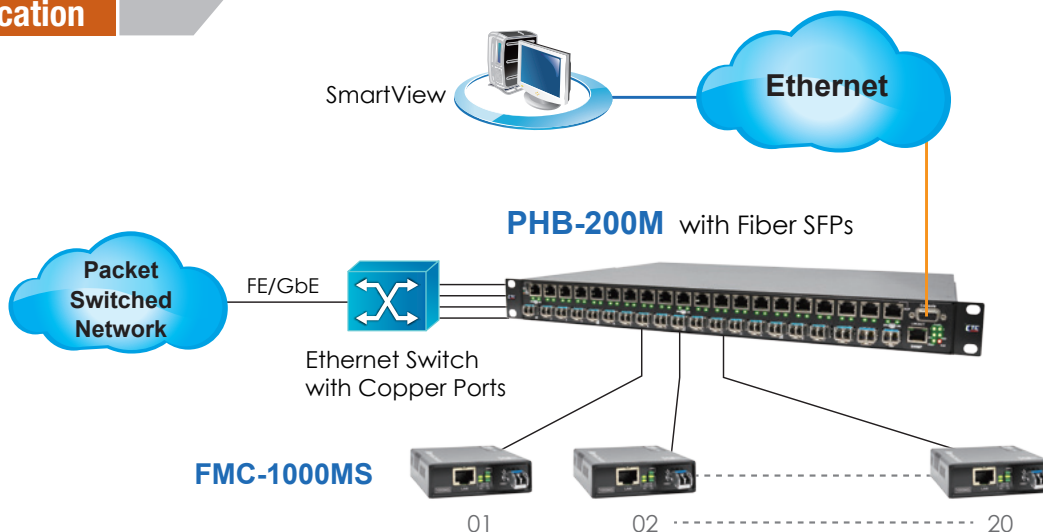 cation
SmartView
Ethernet
PHB-200M with Fiber SFPs
Packet
Switched
Network
FE/GbE
CTC
Ethernet Switch
with Copper Ports
FMC-1000MS
01
02
20